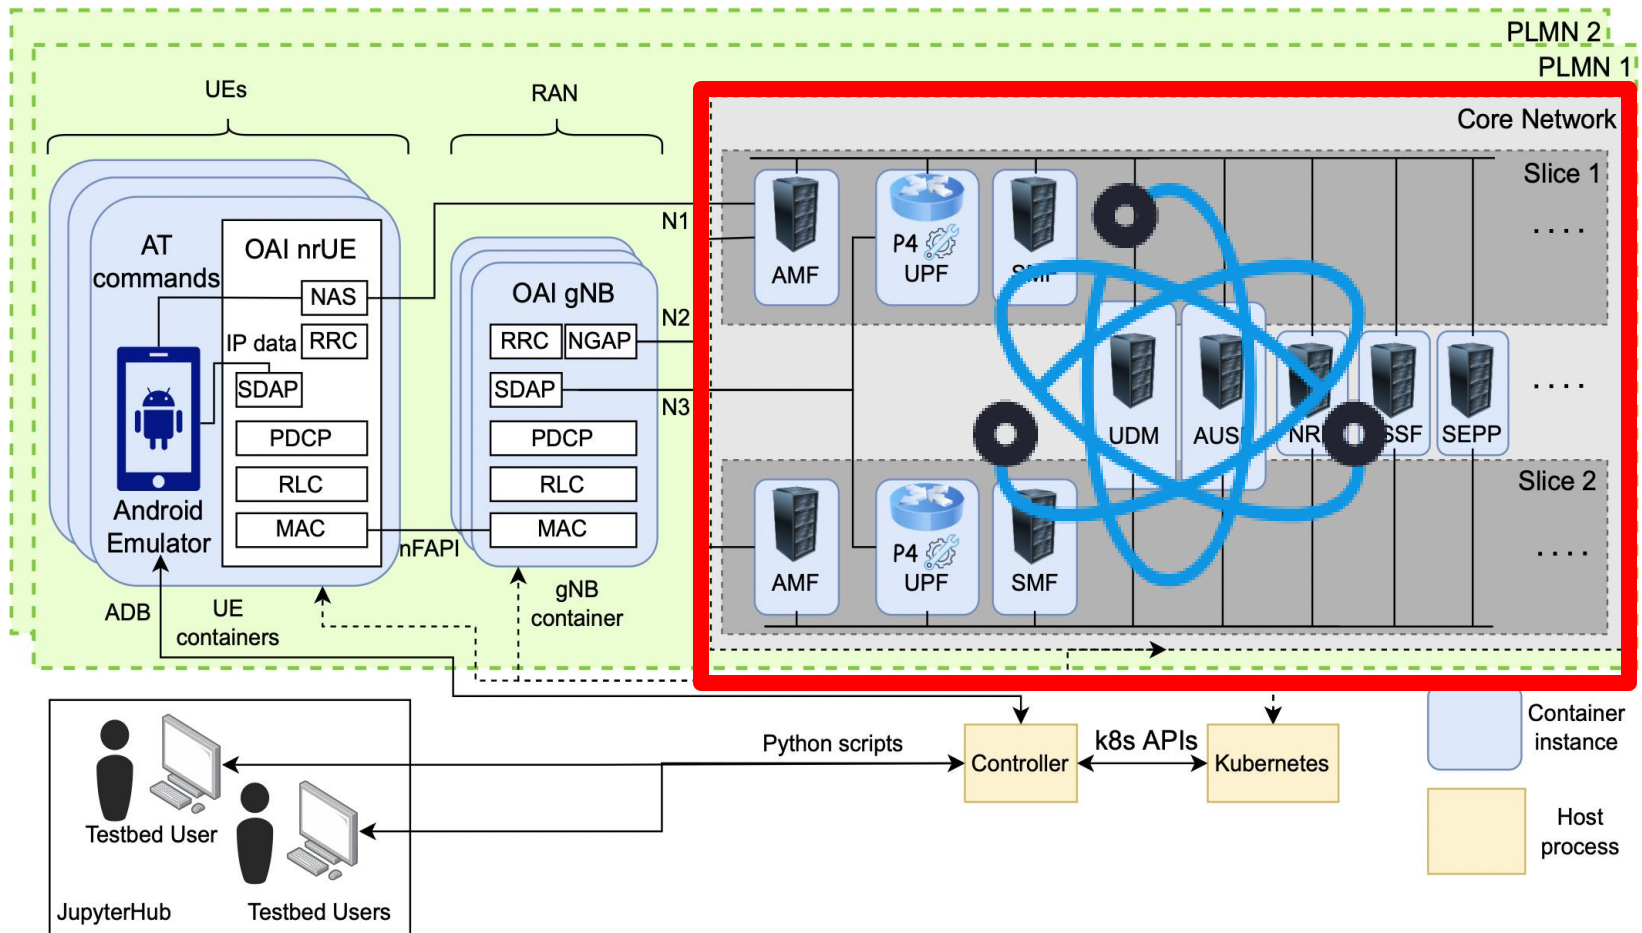 PLMN 2
PLMN 1
UEs
RAN
Core Network
Slice 1
AT
commands
OAI nrUE
NAS
IP data
RRC
SDAP
PDCP
RLC
MAC
Android
Emulator
OAI gNB
RRC
NGAP
SDAP
PDCP
RLC
MAC
nFAPI
N1
N2
N3
AMF
P4
UPF
SMF
. . . .
UDM
SEPP
. . . .
Slice 2
AMF
P4
UPF
SMF
. . . .
ADB
UE
containers
gNB
container
Python scripts
Controller
k8s APIs
Kubernetes
Container
instance
Host
process
Testbed User
JupyterHub
Testbed Users